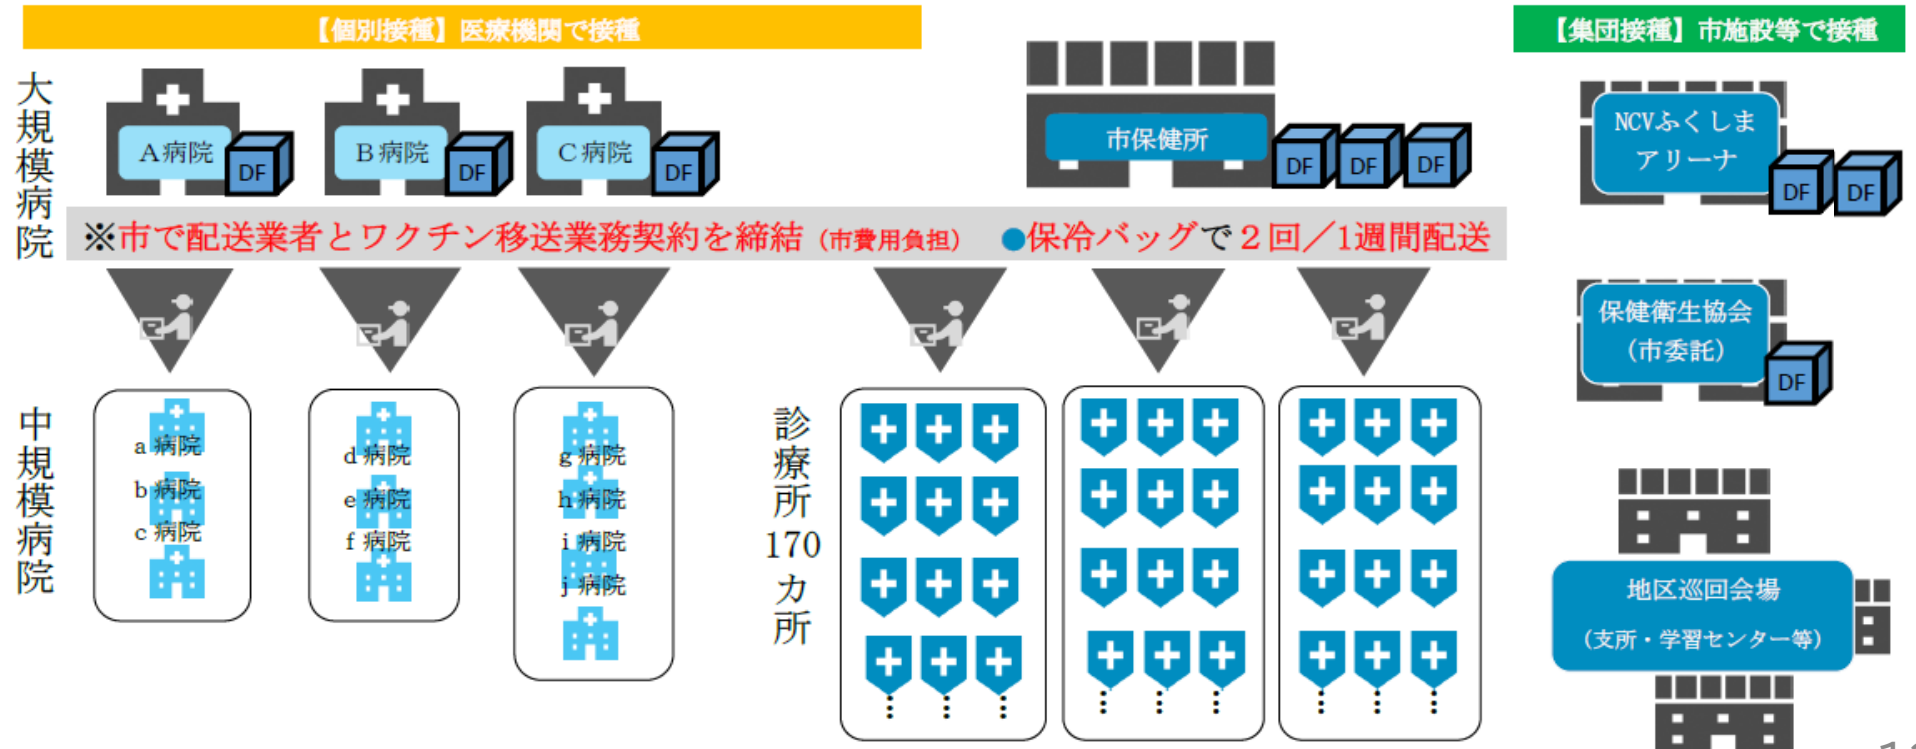 【個別接種】医療機関で接種
【集団接種】市施設等で接種
大規模病院
A病院
DF
B病院
DF
C病院
DF
市保健所
DF
DF
DF
NCVふくしま
アリーナ
DF
DF
※市で配送業者とワクチン移送業務契約を締結（市費用負担） ●保冷バッグで２回／1週間配送
保健衛生協会
（市委託）
DF
中規模病院
a 病院
b 病院
c 病院
d 病院
e 病院
f 病院
g 病院
h 病院
i 病院
j 病院
診療所170カ所
地区巡回会場
（支所・学習センター等）